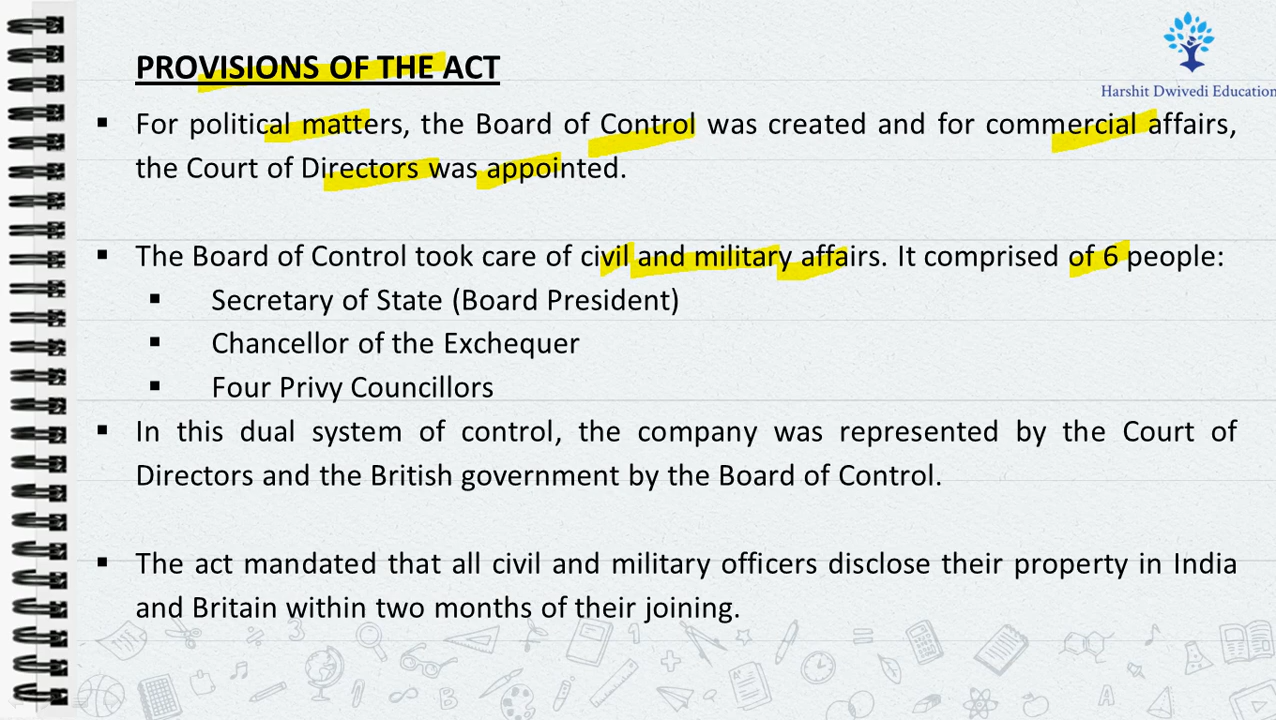 PROVISIONS OF THE ACT
Harshit Dwivedi Education
▪ For political matters, the Board of Control was created and for commercial affairs,
the Court of Directors was appointed.
▪ The Board of Control took care of civil and military affairs. It comprised of 6 people:
▪ Secretary of State (Board President)
▪ Chancellor of the Exchequer
▪ Four Privy Councillors
▪ In this dual system of control, the company was represented by the Court of
Directors and the British government by the Board of Control.
▪ The act mandated that all civil and military officers disclose their property in India
and Britain within two months of their joining.